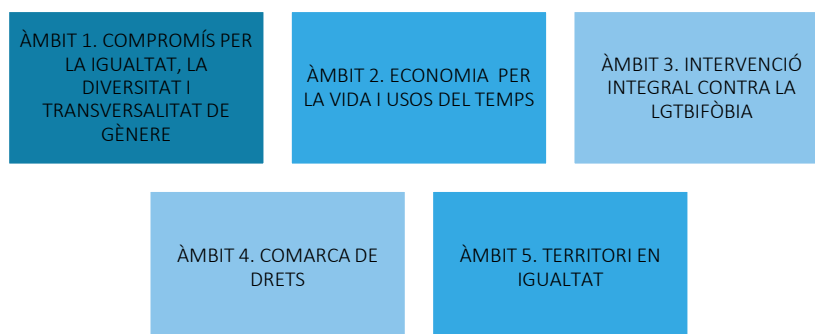 ÀMBIT 1. COMPROMÍS PER
LA IGUALTAT, LA
DIVERSITAT I
TRANSVERSALITAT DE
GÈNERE
ÀMBIT 2. ECONOMIA PER
LA VIDA I USOS DEL TEMPS
ÀMBIT 3. INTERVENCIÓ
INTEGRAL CONTRA LA
LGTBIFÒBIA
ÀMBIT 4. COMARCA DE
DRETS
ÀMBIT 5. TERRITORI EN
IGUALTAT